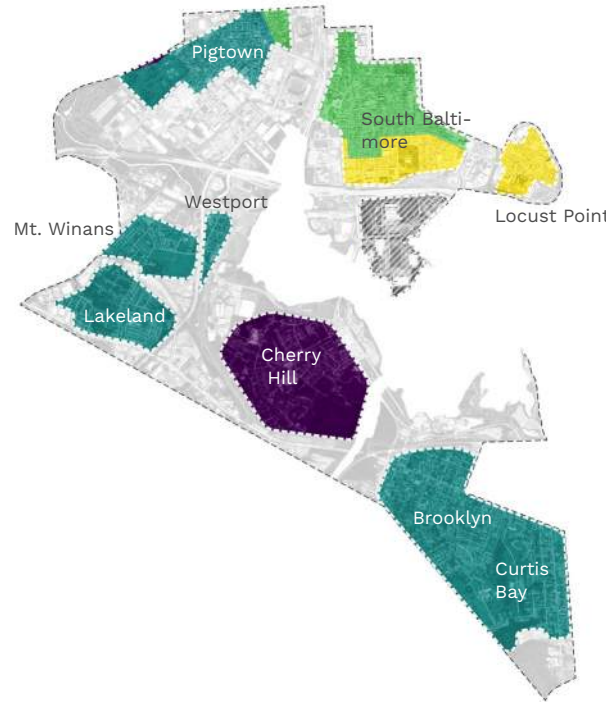 Pigtown
South Balti-
more
Westport
Locust Point
Mt. Winans
Lakeland
Cherry
Hill
Brooklyn
Curtis
Bay